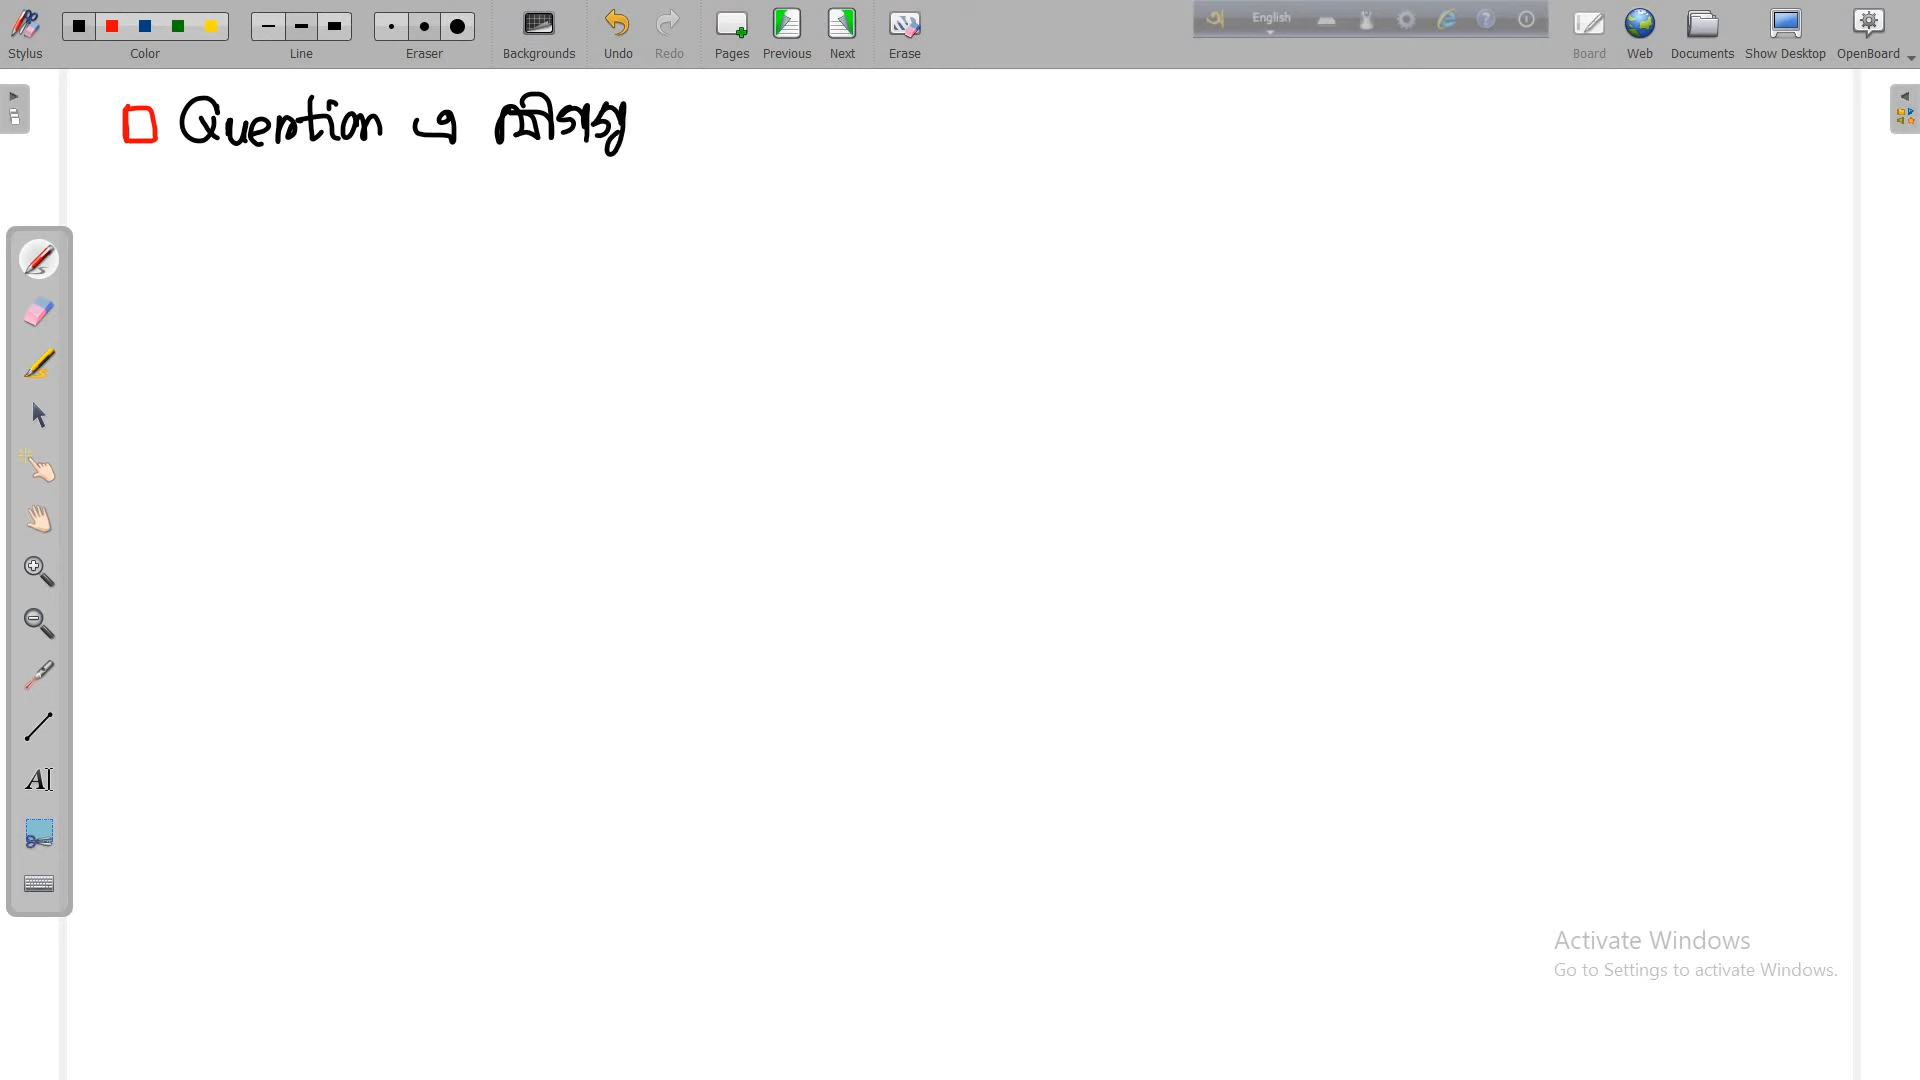 Stylus
Color
Line
Eraser
Backgrounds
Undo
Redo
Pages
Previous
Next
Erase
English
Board
Web
Documents
Show Desktop
OpenBoard
Question এ
Activate Windows
Go to Settings to activate Windows.